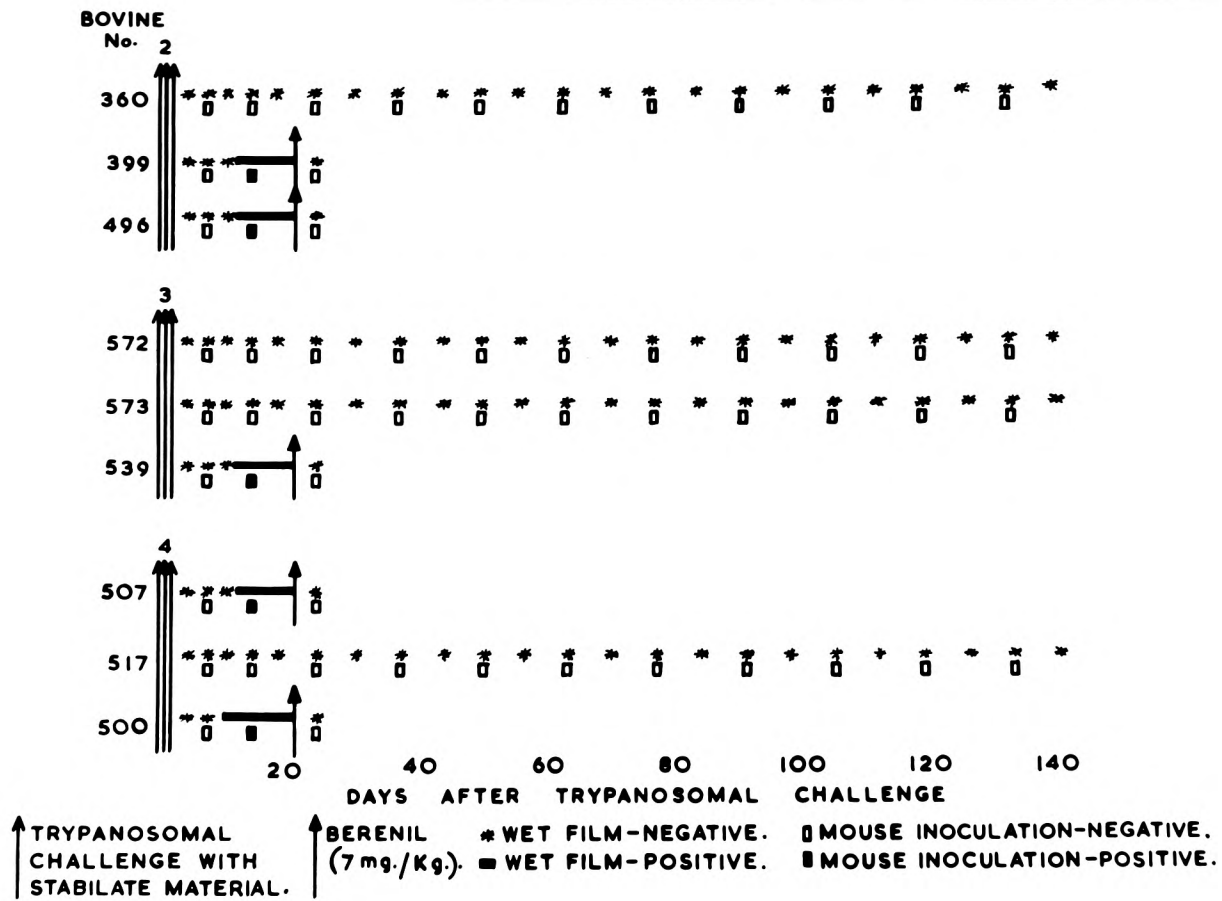 BOVINE
No.
2
360
399
496
3
572
573
539
4
507
517
500
20 40 60 80 100 120 140
DAYS AFTER TRYPANOSOMAL CHALLENGE
TRYPANOSOMAL
CHALLENGE WITH
STABILATE MATERIAL.
BERENIL
(7 mg./Kg.).
* WET FILM-NEGATIVE.
WET FILM-POSITIVE.
MOUSE INOCULATION-NEGATIVE.
MOUSE INOCULATION-POSITIVE.